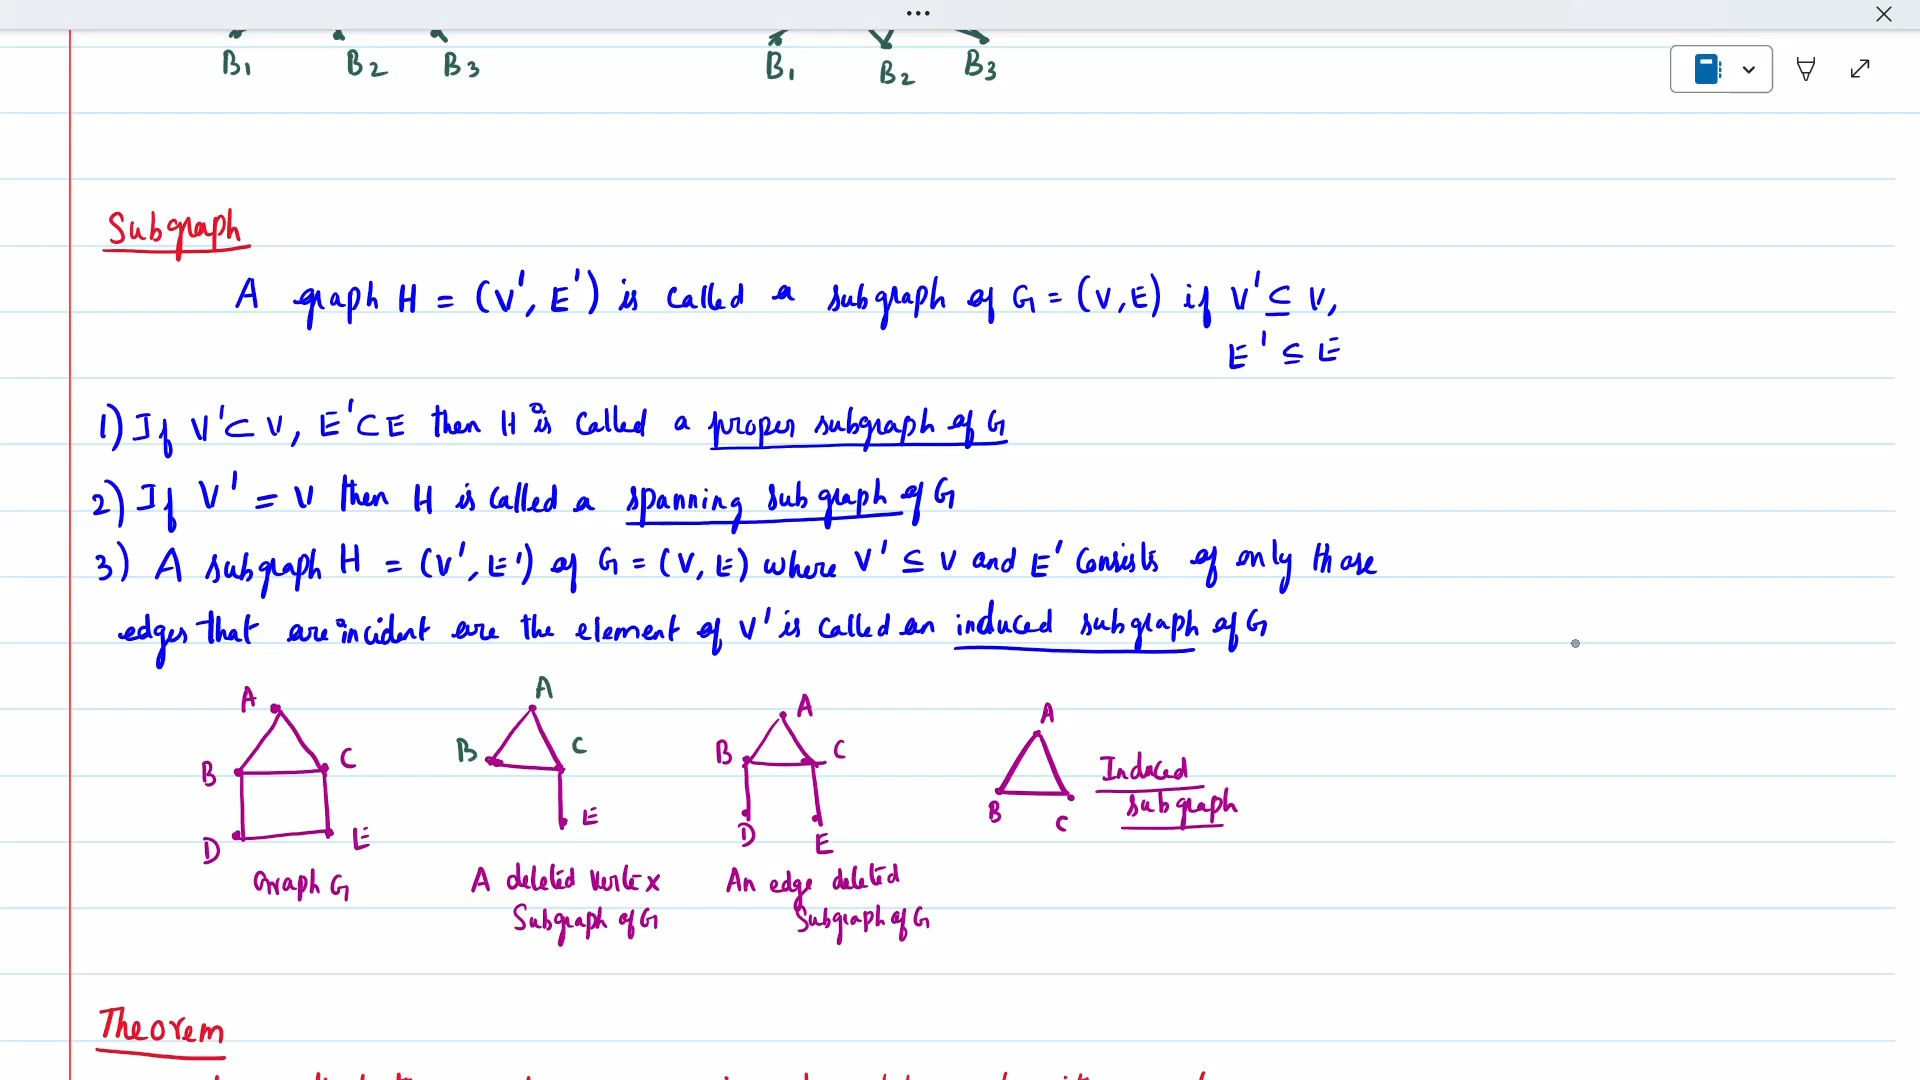 B1 B2 B3 B1 B2 B3
Subgraph
A graph H = (V', E') is called a subgraph of G = (V, E) if V' ⊆ V,
E' ⊆ E
1) If V' ⊂ V, E' ⊂ E then H is called a proper subgraph of G
2) If V' = V then H is called a spanning subgraph of G
3) A subgraph H = (V', E') of G = (V, E) where V' ⊆ V and E' consists of only those
edges that are incident are the element of V' is called an induced subgraph of G
A B C D E
Graph G
A B C E
A deleted vertex
Subgraph of G
A B C D E
An edge deleted
Subgraph of G
A B C
Induced
subgraph
Theorem